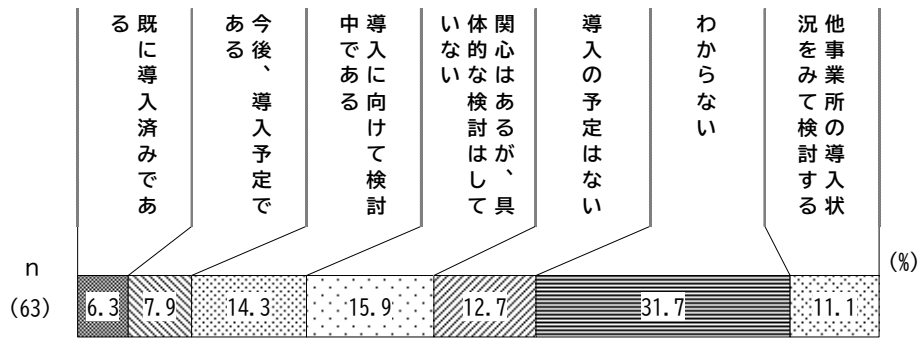 既に導入済みであ
る
今後、導入予定で
ある
導入に向けて検討
中である
関心はあるが、具
体的な検討はして
いない
導入の予定はない
わからない
他事業所の導入状
況をみて検討する
(%)
n
(63)
6.3
7.9
14.3
15.9
12.7
31.7
11.1